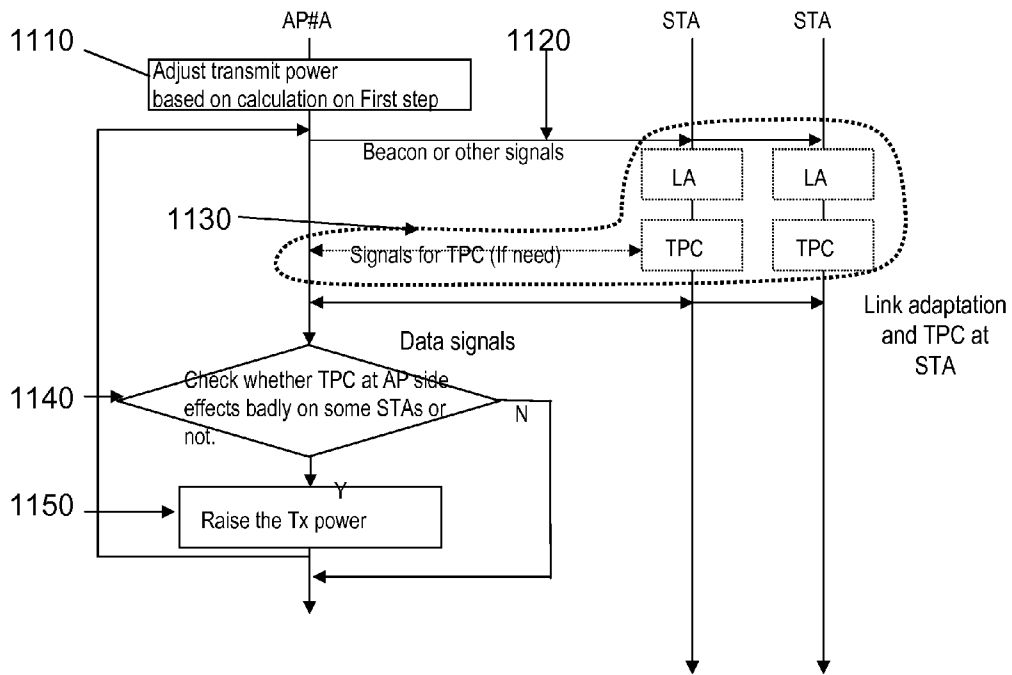 AP#A
STA
STA
1110
1120
Adjust transmit power
based on calculation on First step
Beacon or other signals
LA
LA
1130
Signals for TPC (If need)
TPC
TPC
Link adaptation
and TPC at
STA
Data signals
1140
Check whether TPC at AP side
effects badly on some STAs or
not.
N
Y
1150
Raise the Tx power